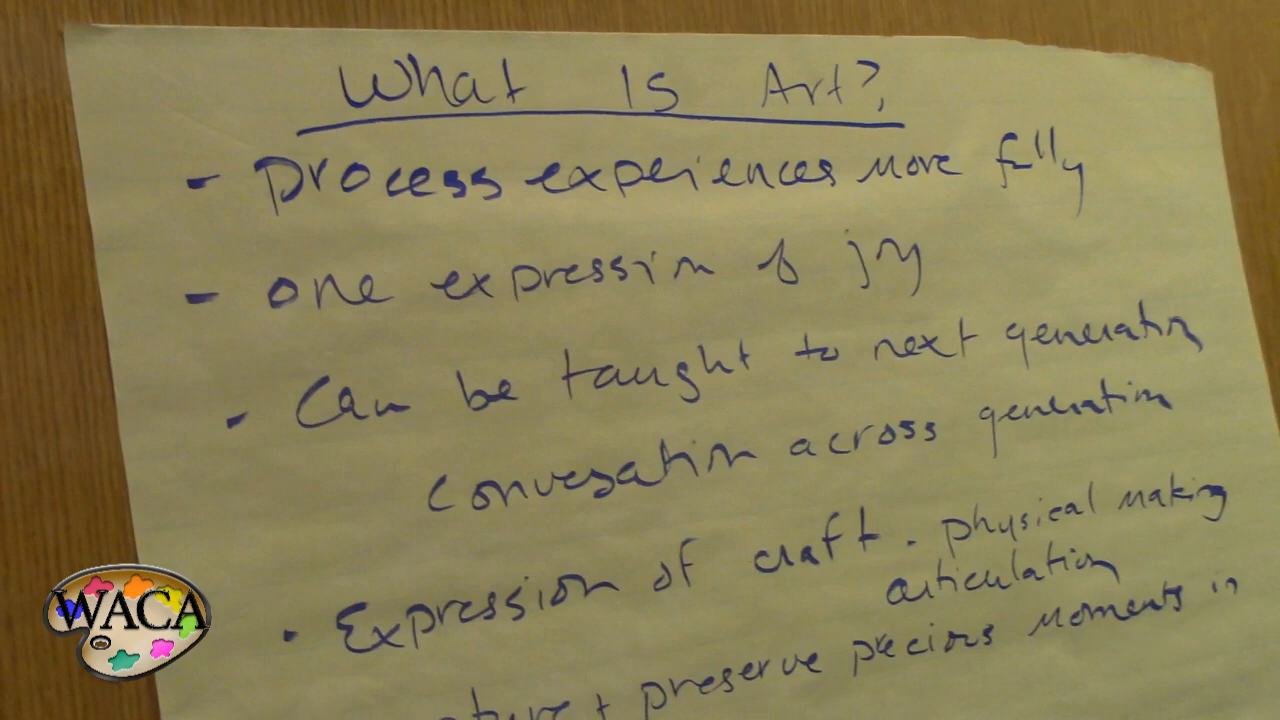 What Is Art?
- process experiences more fully
- one expression of joy
- Can be taught to next generation
conversation across generation
- Expression of craft - physical making
articulation
+ preserve precious moments in
WACA